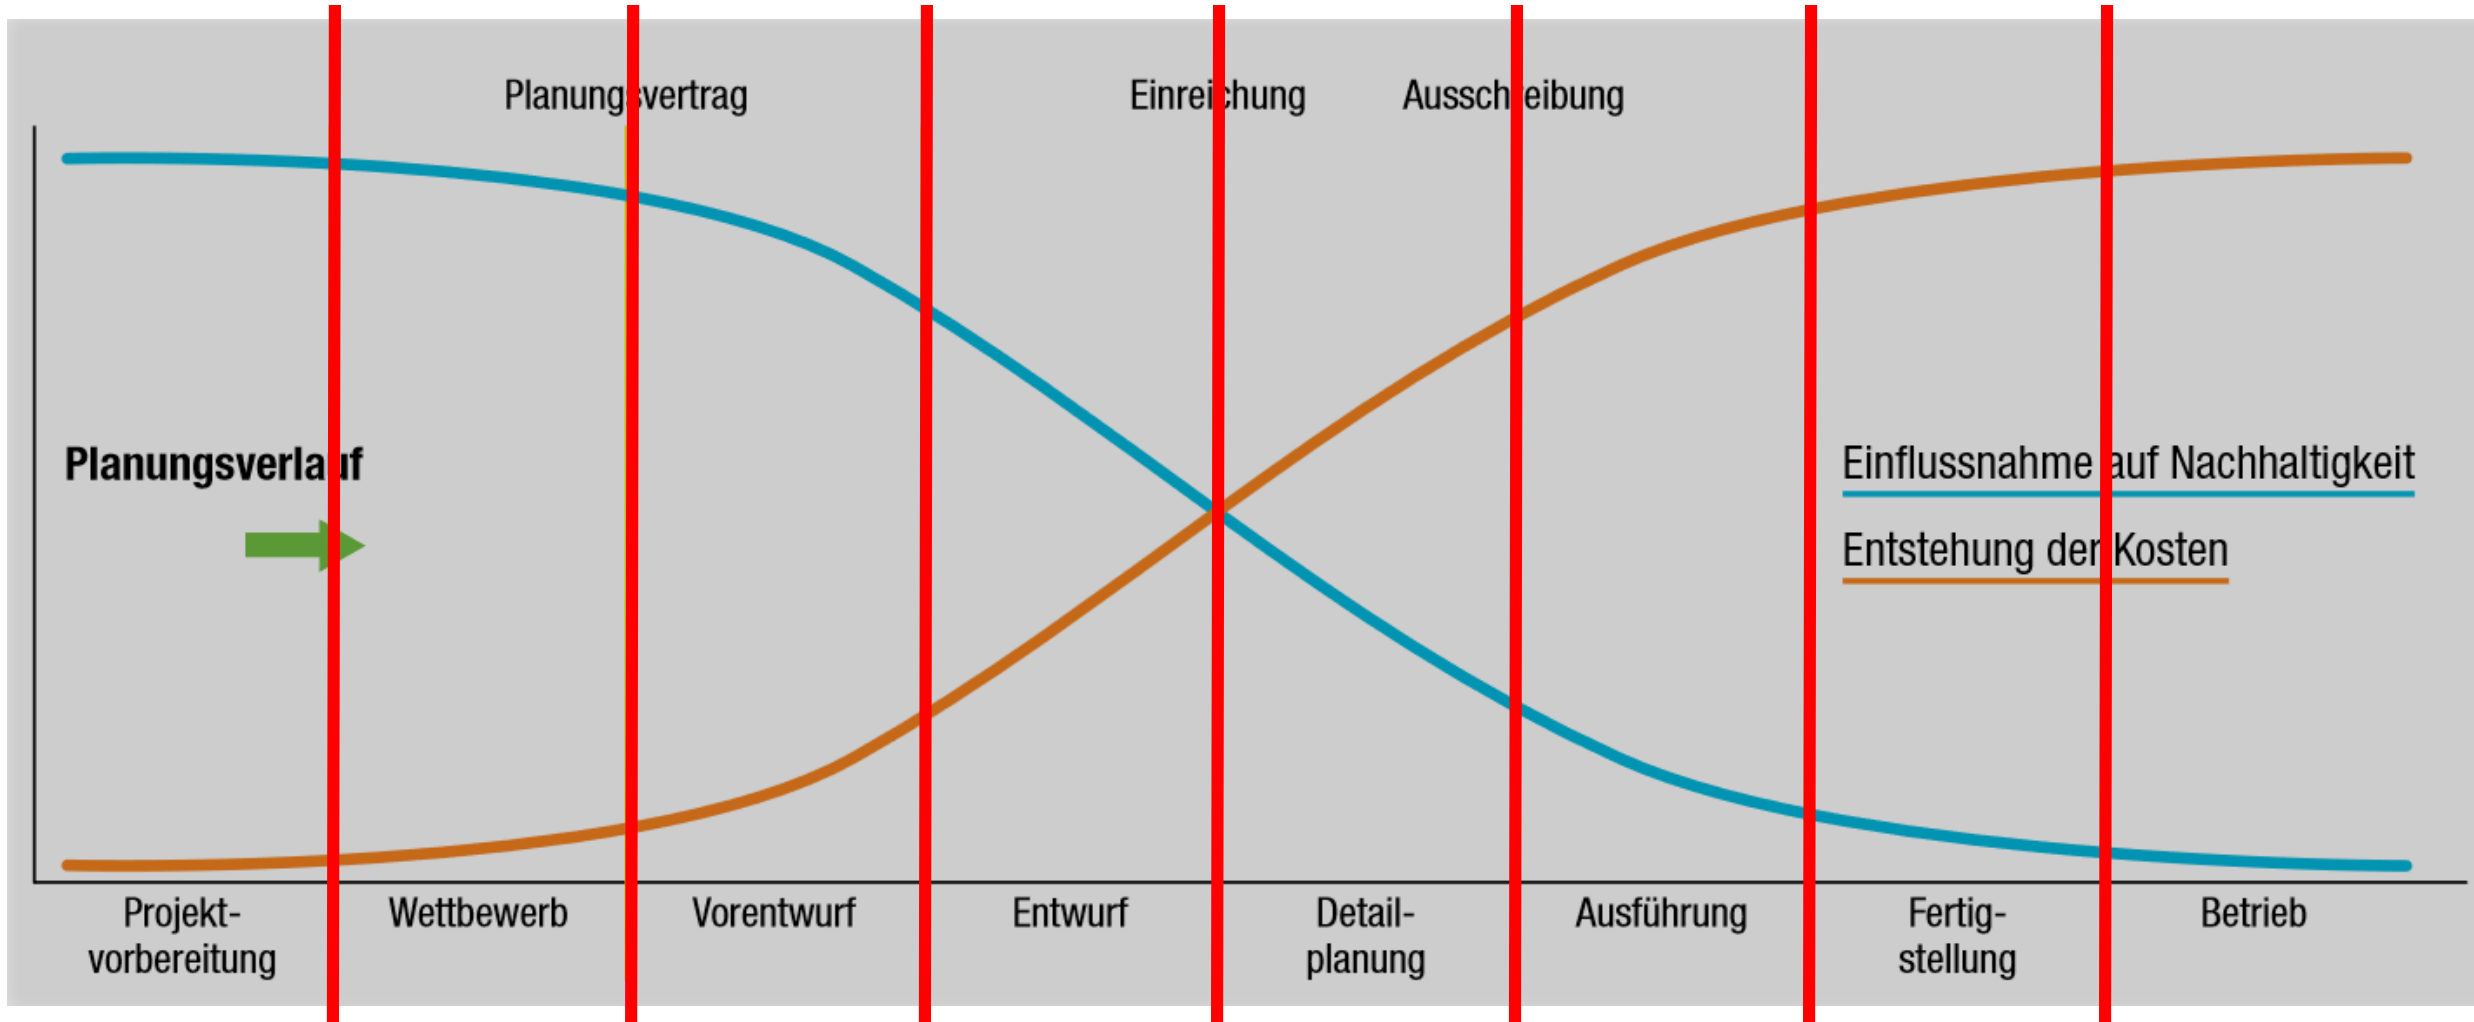 Planungsvertrag
Einreichung
Ausschreibung
Planungsverlauf
Einflussnahme auf Nachhaltigkeit
Entstehung der Kosten
Projekt-
vorbereitung
Wettbewerb
Vorentwurf
Entwurf
Detail-
planung
Ausführung
Fertig-
stellung
Betrieb